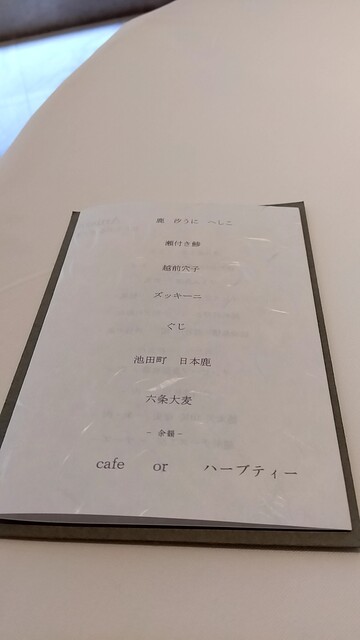 鹿 汐うに へしこ
瀬付き鯵
越前穴子
ズッキーニ
ぐじ
池田町 日本鹿
六条大麦
- 余韻 -
cafe or ハーブティー